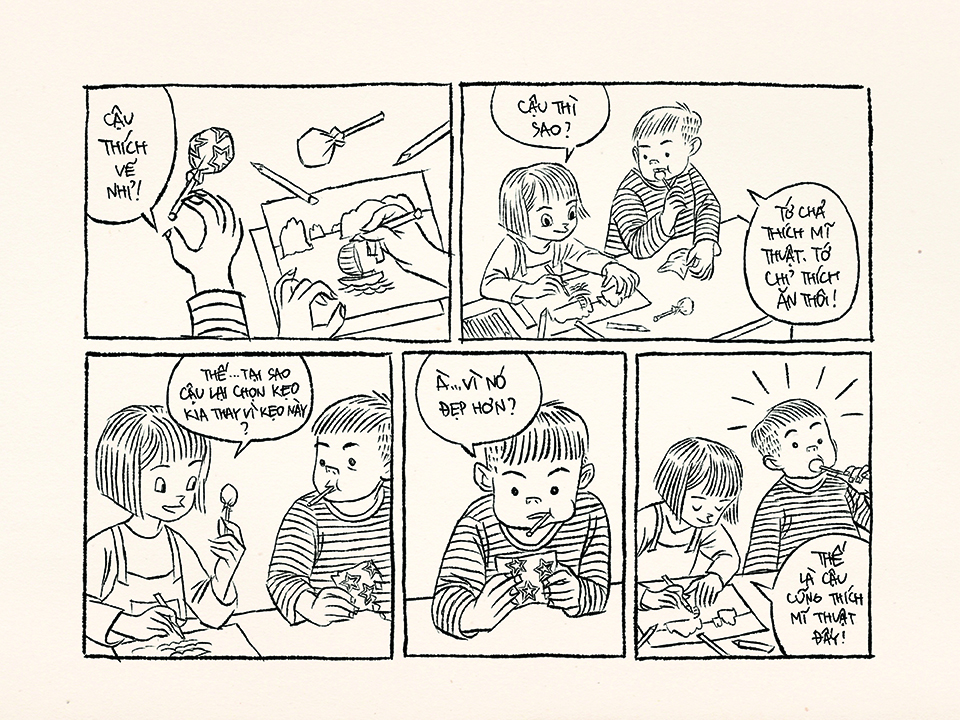 CẬU
THÍCH
VẼ
NHỈ!
CẬU THÌ
SAO?
TỚ CHẢ
THÍCH MĨ
THUẬT. TỚ
CHỈ THÍCH
ĂN THÔI!
THẾ...TẠI SAO
CẬU LẠI CHỌN KẸO
KIA THAY VÌ KẸO NÀY
?
À...VÌ NÓ
ĐẸP HƠN?
THẾ
LÀ CẬU
CŨNG THÍCH
MĨ THUẬT
ĐẤY!